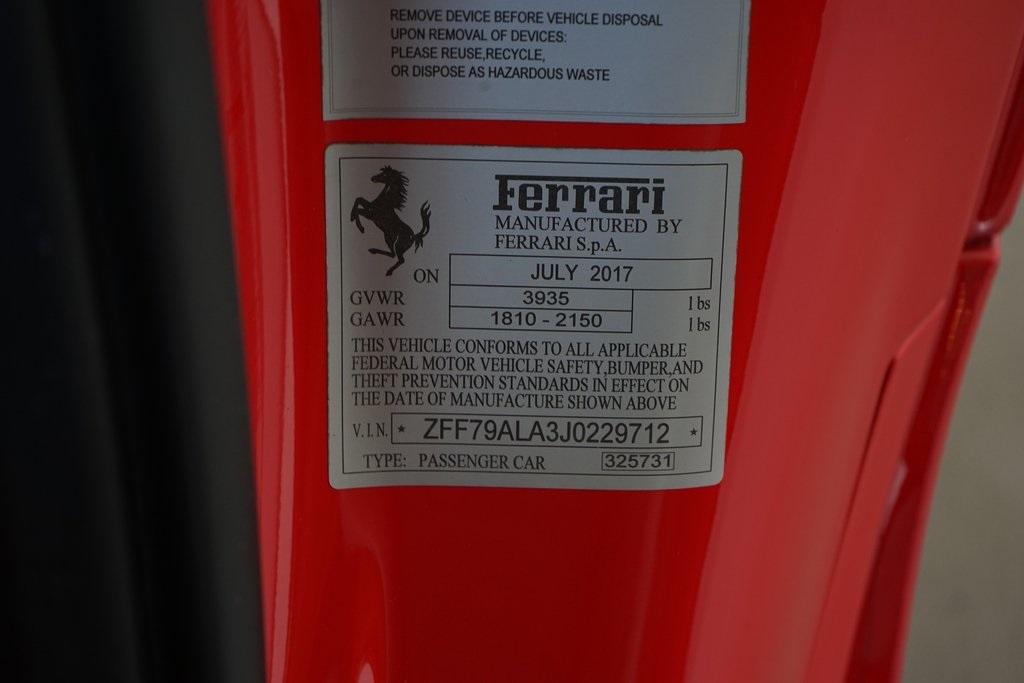 REMOVE DEVICE BEFORE VEHICLE DISPOSAL
UPON REMOVAL OF DEVICES:
PLEASE REUSE,RECYCLE,
OR DISPOSE AS HAZARDOUS WASTE
Ferrari
MANUFACTURED BY
FERRARI S.p.A.
ON JULY 2017
GVWR 3935 lbs
GAWR 1810 - 2150 lbs
THIS VEHICLE CONFORMS TO ALL APPLICABLE
FEDERAL MOTOR VEHICLE SAFETY,BUMPER,AND
THEFT PREVENTION STANDARDS IN EFFECT ON
THE DATE OF MANUFACTURE SHOWN ABOVE
V.I.N. * ZFF79ALA3J0229712 *
TYPE: PASSENGER CAR 325731